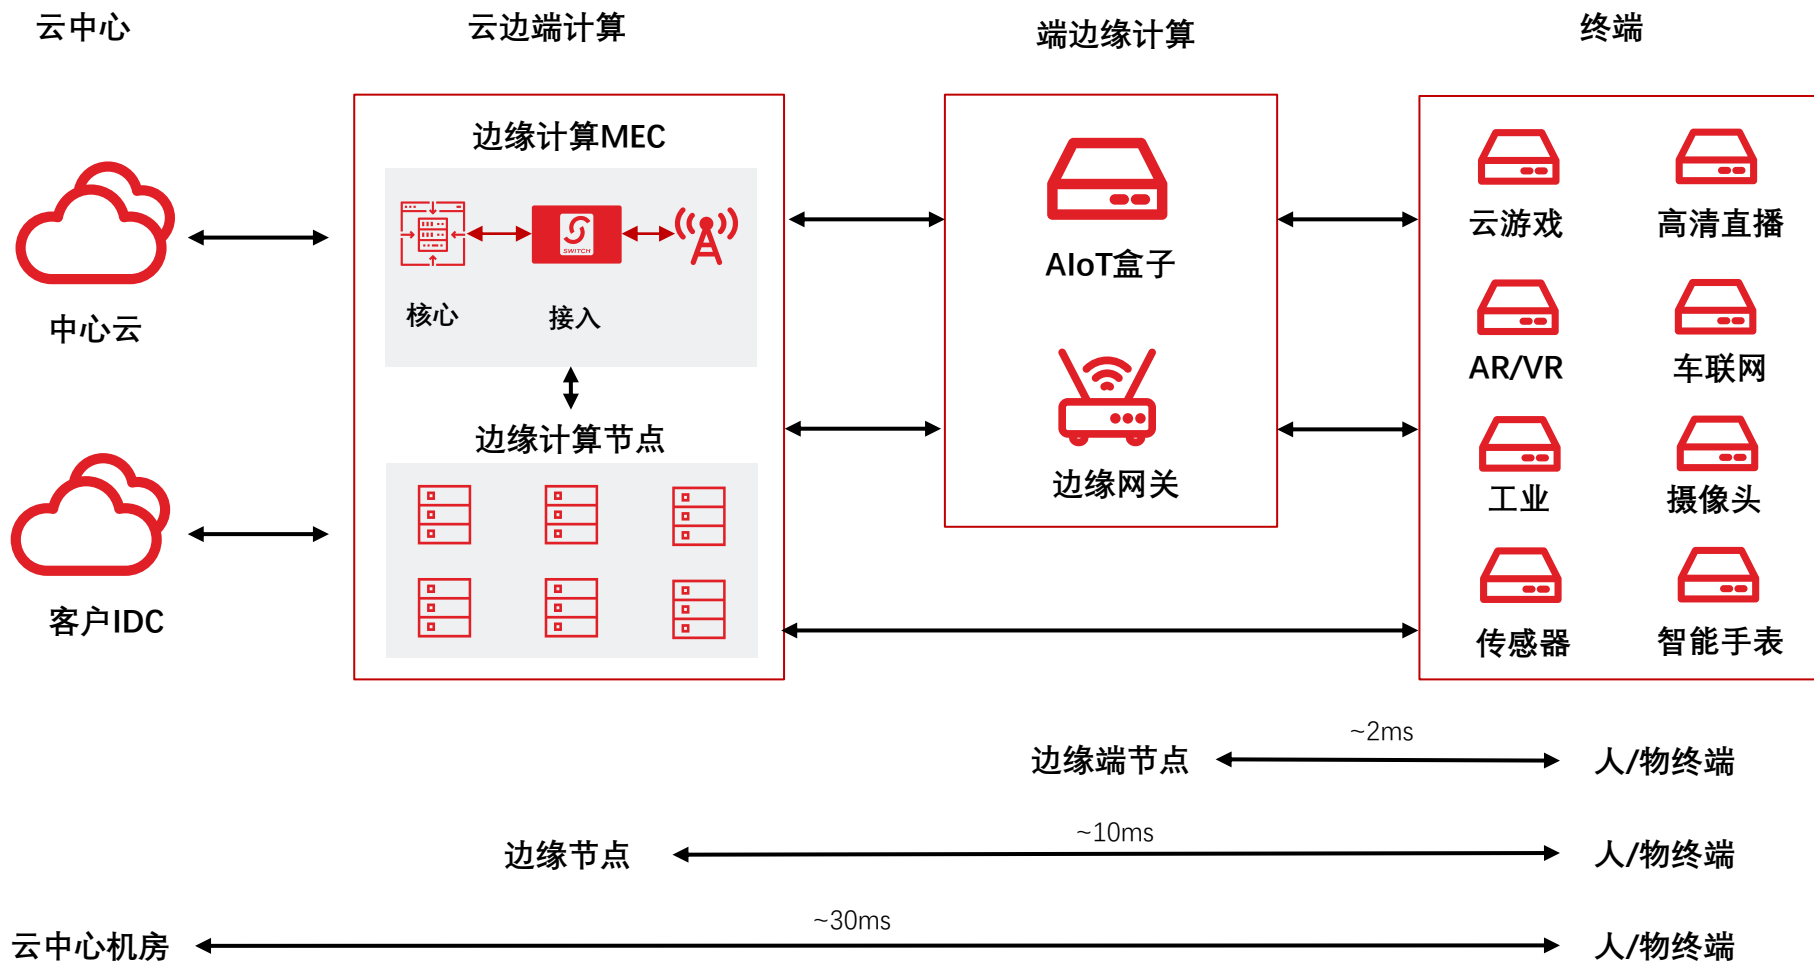 云中心
云边端计算
端边缘计算
终端
边缘计算MEC
SWITCH
核心
接入
边缘计算节点
中心云
客户IDC
AIoT盒子
边缘网关
云游戏
高清直播
AR/VR
车联网
工业
摄像头
传感器
智能手表
边缘端节点
~2ms
人/物终端
边缘节点
~10ms
人/物终端
云中心机房
~30ms
人/物终端